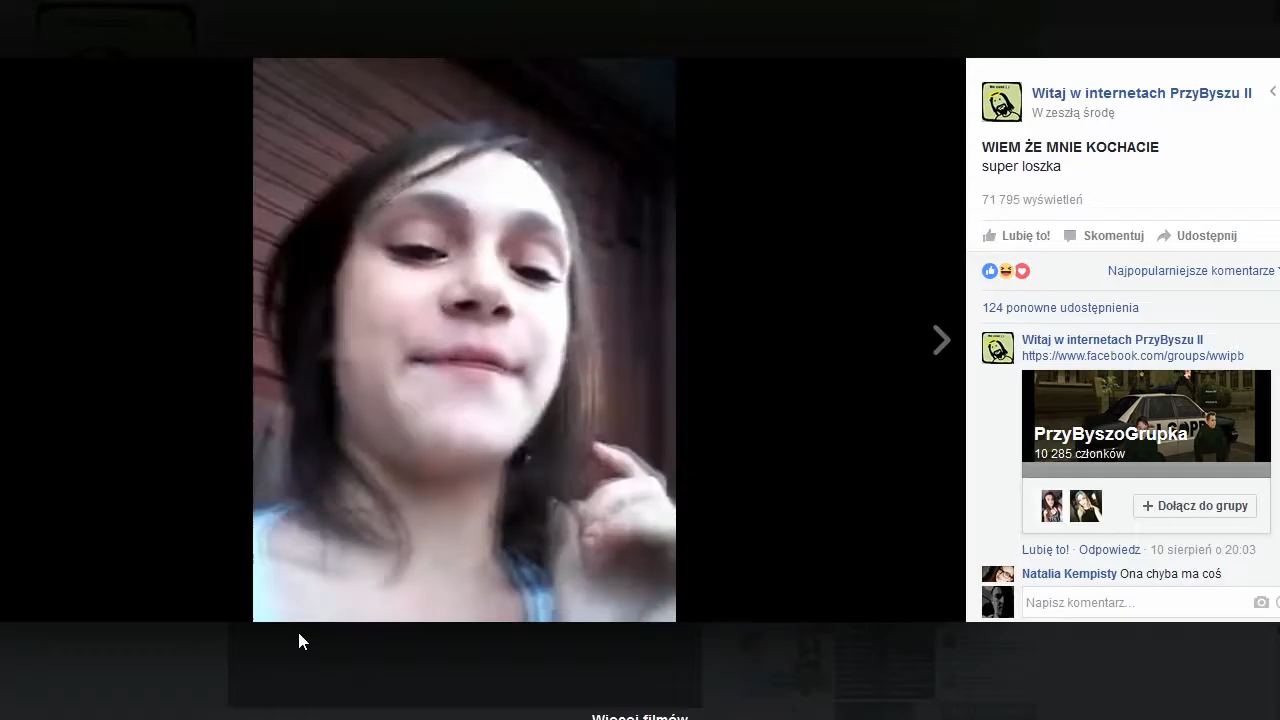 Witaj w internetach PrzyByszu II
W zeszłą środę
WIEM ŻE MNIE KOCHACIE
super loszka
71 795 wyświetleń
Lubię to! Skomentuj Udostępnij
Najpopularniejsze komentarze
124 ponowne udostępnienia
Witaj w internetach PrzyByszu II
https://www.facebook.com/groups/wwipb
PrzyByszoGrupka
10 285 członków
+ Dołącz do grupy
Lubię to! · Odpowiedz · 10 sierpień o 20:03
Natalia Kempisty Ona chyba ma coś
Napisz komentarz...
Więcej filmów